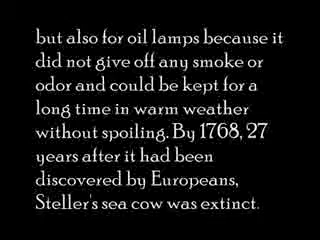 but also for oil lamps because it
did not give off any smoke or
odor and could be kept for a
long time in warm weather
without spoiling. By 1768, 27
years after it had been
discovered by Europeans,
Steller's sea cow was extinct.